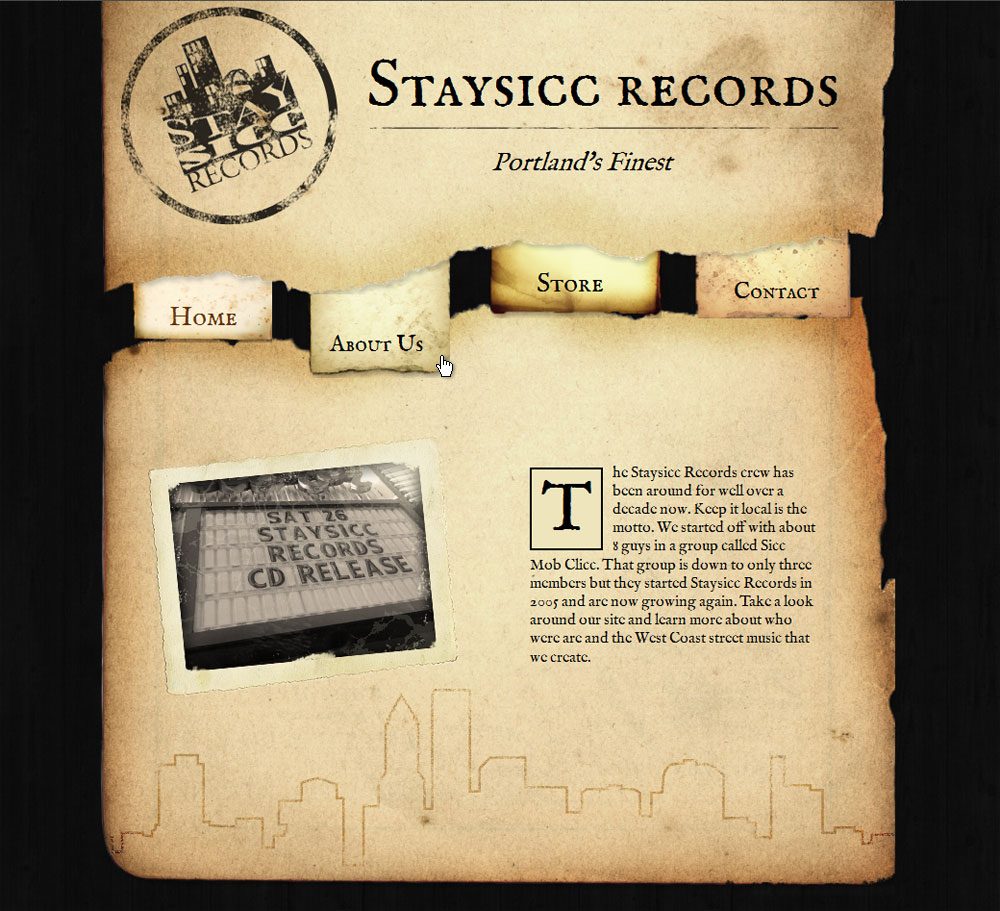 STAY
SICC
RECORDS
Staysicc records
Portland's Finest
Home
About Us
Store
Contact
SAT 26
STAYSICC
RECORDS
CD RELEASE
The Staysicc Records crew has
been around for well over a
decade now. Keep it local is the
motto. We started off with about
8 guys in a group called Sicc
Mob Clicc. That group is down to only three
members but they started Staysicc Records in
2005 and are now growing again. Take a look
around our site and learn more about who
were are and the West Coast street music that
we create.